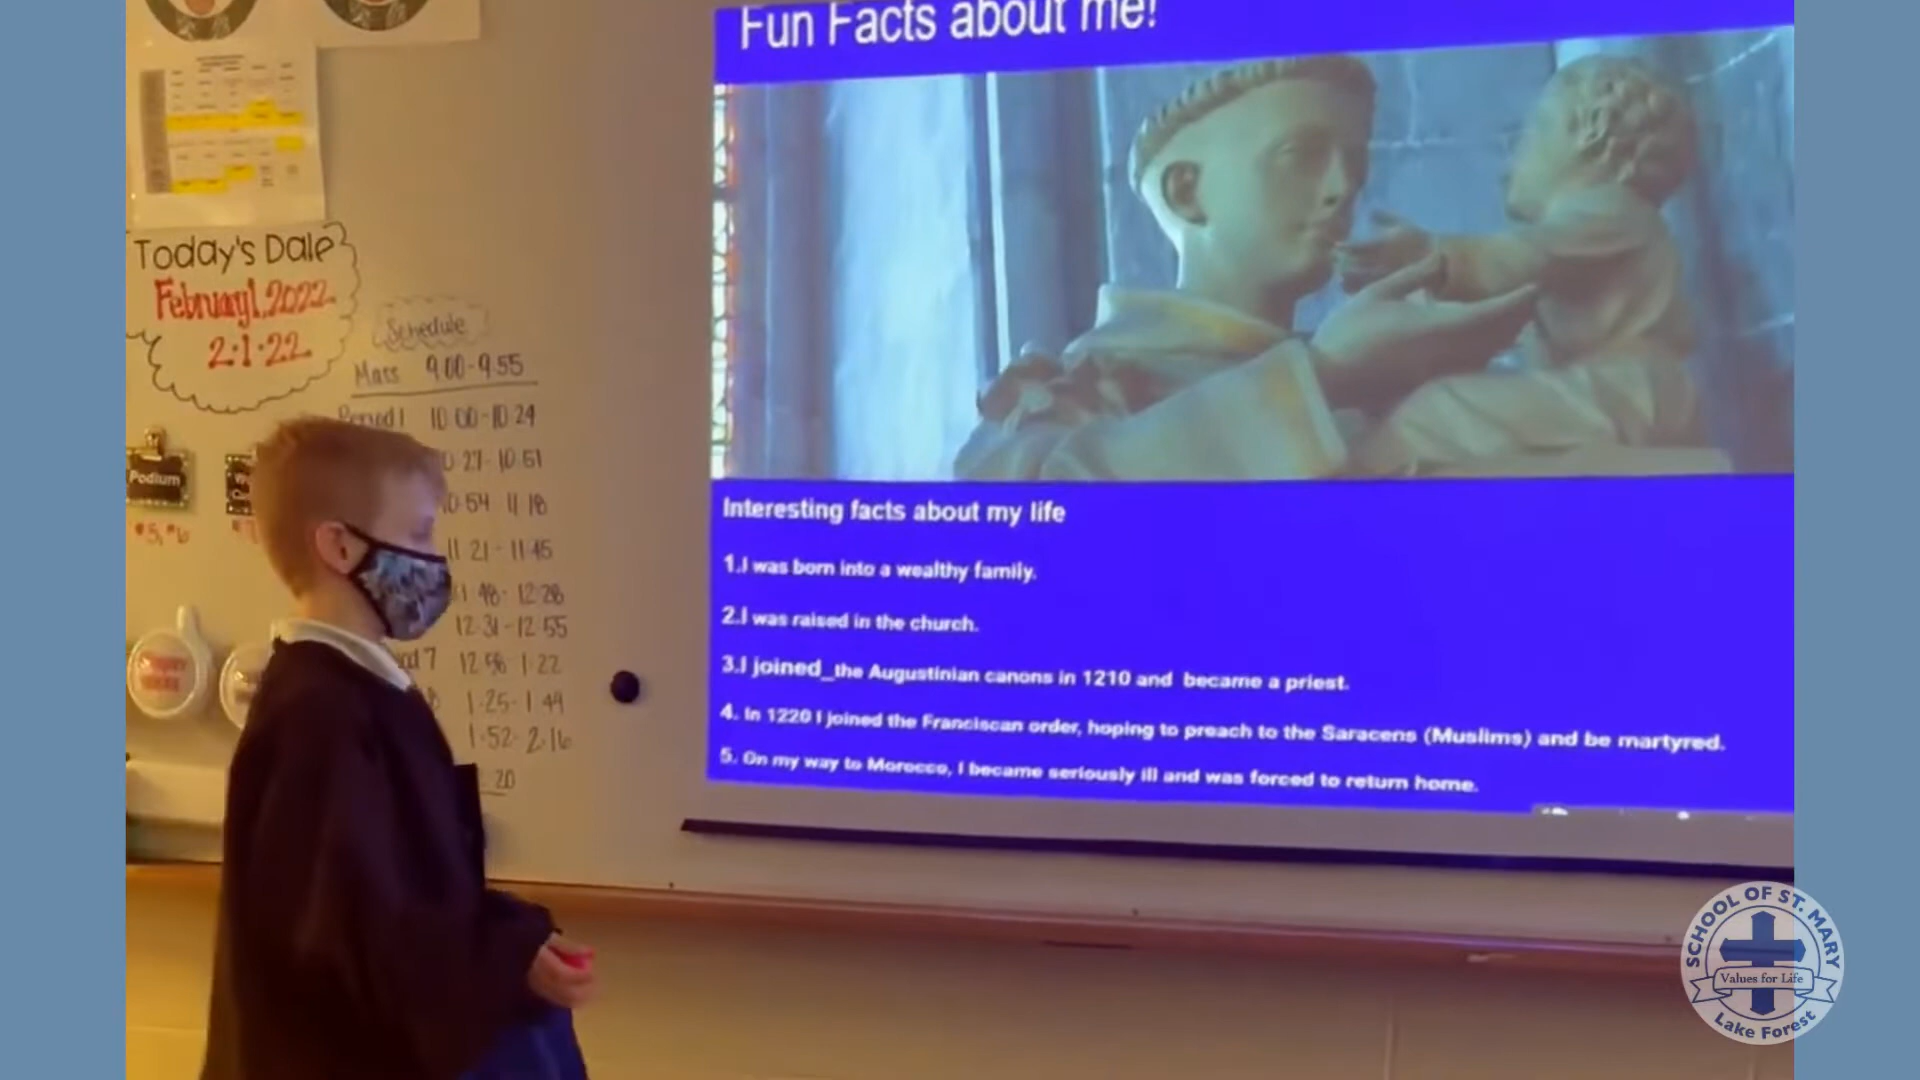 Fun Facts about me!
Today's Date
February 1, 2022
2·1·22
Schedule
Mass 9:00-9:55
Period 1 10:00-10:24
10:27-10:51
10:54-11:18
11:21-11:45
11:48-12:28
12:31-12:55
7 12:58-1:22
8 1:25-1:49
1:52-2:16
20
Podium
#5, #6
Interesting facts about my life
1.I was born into a wealthy family.
2.I was raised in the church.
3.I joined_the Augustinian canons in 1210 and became a priest.
4. In 1220 I joined the Franciscan order, hoping to preach to the Saracens (Muslims) and be martyred.
5. On my way to Morocco, I became seriously ill and was forced to return home.
SCHOOL OF ST. MARY
Values for Life
Lake Forest